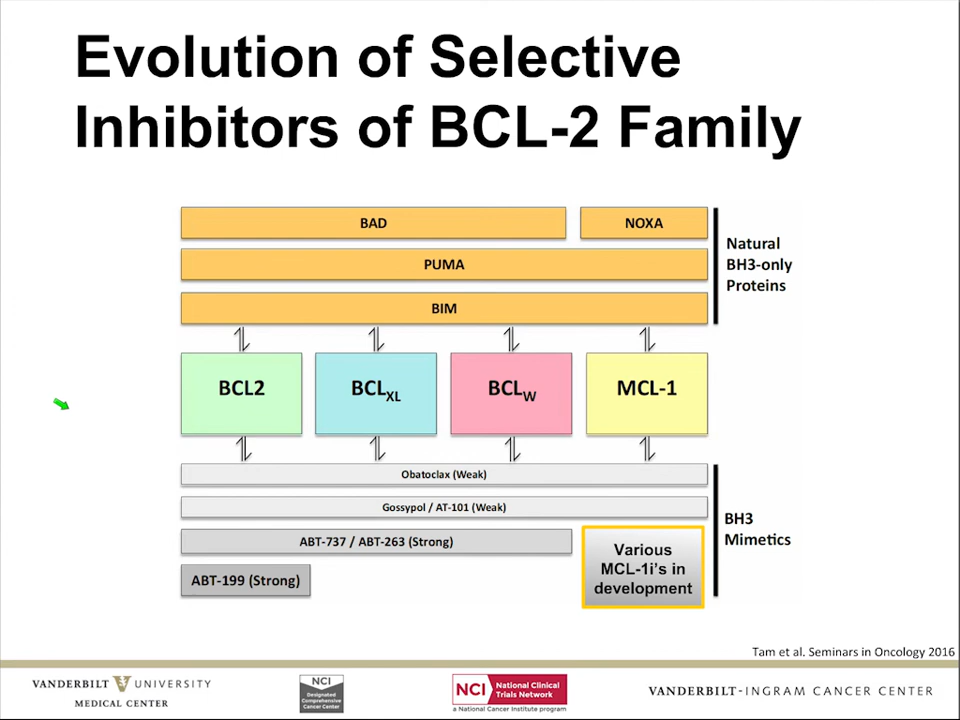 Evolution of Selective
Inhibitors of BCL-2 Family
BAD
NOXA
PUMA
BIM
Natural
BH3-only
Proteins
BCL2
BCLXL
BCLW
MCL-1
Obatoclax (Weak)
Gossypol / AT-101 (Weak)
ABT-737 / ABT-263 (Strong)
ABT-199 (Strong)
Various
MCL-1i's in
development
BH3
Mimetics
Tam et al. Seminars in Oncology 2016
VANDERBILT UNIVERSITY
MEDICAL CENTER
NCI
Designated
Comprehensive
Cancer Center
NCI
National Clinical
Trials Network
a National Cancer Institute program
VANDERBILT-INGRAM CANCER CENTER